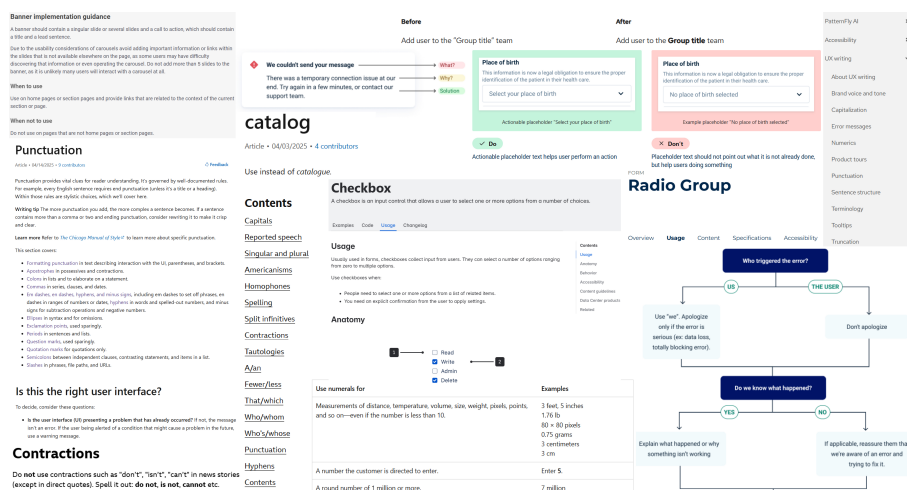 Banner implementation guidance
A banner should contain a singular slide or several slides and a call to action, which should contain
a title and a lead sentence.
Due to the usability considerations of carousels avoid adding important information or links within
the slides that is not available elsewhere on the page, as some users may have difficulty
discovering that information or even operating the carousel. Do not add more than 5 slides to the
banner, as it is unlikely many users will interact with a carousel at all.
When to use
Use on home pages or section pages and provide links that are related to the context of the current
section or page.
When not to use
Do not use on pages that are not home pages or section pages.
Punctuation
Article • 04/14/2025 • 9 contributors
Feedback
Punctuation provides vital clues for reader understanding. It's governed by well-documented rules.
For example, every English sentence requires end punctuation (unless it's a title or a heading).
Within those rules are stylistic choices, which we'll cover here.
Writing tip The more punctuation you add, the more complex a sentence becomes. If a sentence
contains more than a comma or two and ending punctuation, consider rewriting it to make it crisp
and clear.
Learn more Refer to The Chicago Manual of Style to learn more about specific punctuation.
This section covers:
• Formatting punctuation in text describing interaction with the UI, parentheses, and brackets.
• Apostrophes in possessives and contractions.
• Colons in lists and to elaborate on a statement.
• Commas in series, clauses, and dates.
• Em dashes, en dashes, hyphens, and minus signs, including em dashes to set off phrases, en
dashes in ranges of numbers or dates, hyphens in words and spelled-out numbers, and minus
signs for subtraction operations and negative numbers.
• Ellipses in syntax and for omissions.
• Exclamation points, used sparingly.
• Periods in sentences and lists.
• Question marks, used sparingly.
• Quotation marks for quotations only.
• Semicolons between independent clauses, contrasting statements, and items in a list.
• Slashes in phrases, file paths, and URLs.
Is this the right user interface?
To decide, consider these questions:
• Is the user interface (UI) presenting a problem that has already occurred? If not, the message
isn't an error. If the user being alerted of a condition that might cause a problem in the future,
use a warning message.
Contractions
Do not use contractions such as "don't", "isn't", "can't" in news stories
(except in direct quotes). Spell it out: do not, is not, cannot etc.
Before
Add user to the "Group title" team
After
Add user to the Group title team
We couldn't send your message
There was a temporary connection issue at our
end. Try again in a few minutes, or contact our
support team.
What?
Why?
Solution
catalog
Article • 04/03/2025 • 4 contributors
Use instead of catalogue.
Place of birth
This information is now a legal obligation to ensure the proper
identification of the patient in their health care.
Select your place of birth
Actionable placeholder "Select your place of birth"
Do
Actionable placeholder text helps user perform an action
Place of birth
This information is now a legal obligation to ensure the proper
identification of the patient in their health care.
No place of birth selected
Example placeholder "No place of birth selected"
Don't
Placeholder text should not point out what it is not already done,
but help users doing something
PatternFly AI
Accessibility
UX writing
About UX writing
Brand voice and tone
Capitalization
Error messages
Numerics
Product tours
Punctuation
Sentence structure
Terminology
Tooltips
Truncation
Contents
Capitals
Reported speech
Singular and plural
Americanisms
Homophones
Spelling
Split infinitives
Contractions
Tautologies
A/an
Fewer/less
That/which
Who/whom
Who's/whose
Punctuation
Hyphens
Contents
Checkbox
A checkbox is an input control that allows a user to select one or more options from a number of choices.
Examples Code Usage Changelog
Usage
Usually used in forms, checkboxes collect input from users. They can select a number of options ranging
from zero to multiple options.
Use checkboxes when:
• People need to select one or more options from a list of related items.
• You need an explicit confirmation from the user to apply settings.
Anatomy
1
Read
Write
Admin
Delete
2
Contents
Usage
Anatomy
Behavior
Accessibility
Content guidelines
Data Center products
Related
FORM
Radio Group
Overview Usage Content Specifications Accessibility
Who triggered the error?
US
THE USER
Use "we". Apologize
only if the error is
serious (ex: data loss,
totally blocking error).
Don't apologize
Do we know what happened?
YES
NO
Explain what happened or why
something isn't working
If applicable, reassure them tha
we're aware of an error and
trying to fix it.
Use numerals for
Examples
Measurements of distance, temperature, volume, size, weight, pixels, points,
and so on—even if the number is less than 10.
3 feet, 5 inches
1.76 lb
80 × 80 pixels
0.75 grams
3 centimeters
3 cm
A number the customer is directed to enter.
Enter 5.
A round number of 1 million or more.
7 million